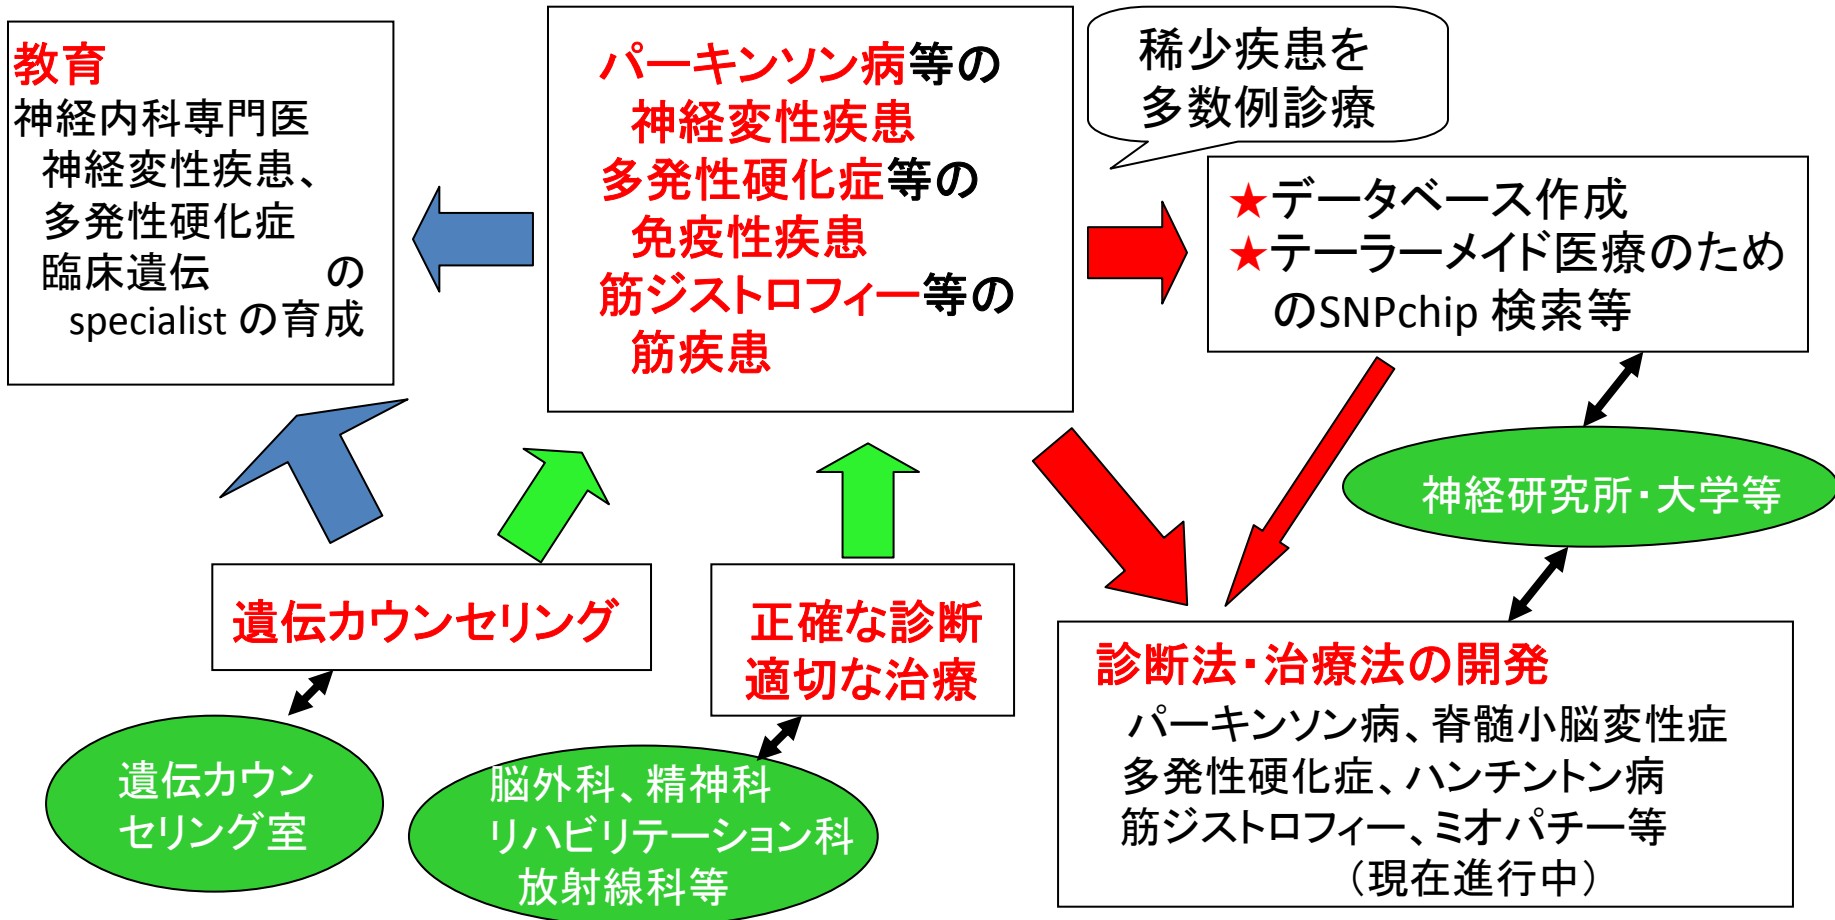 教育
神経内科専門医
神経変性疾患、
多発性硬化症
臨床遺伝 の
specialist の育成
パーキンソン病等の
神経変性疾患
多発性硬化症等の
免疫性疾患
筋ジストロフィー等の
筋疾患
稀少疾患を
多数例診療
★データベース作成
★テーラーメイド医療のため
のSNPchip 検索等
神経研究所・大学等
遺伝カウンセリング
正確な診断
適切な治療
診断法・治療法の開発
パーキンソン病、脊髄小脳変性症
多発性硬化症、ハンチントン病
筋ジストロフィー、ミオパチー等
（現在進行中）
遺伝カウン
セリング室
脳外科、精神科
リハビリテーション科
放射線科等